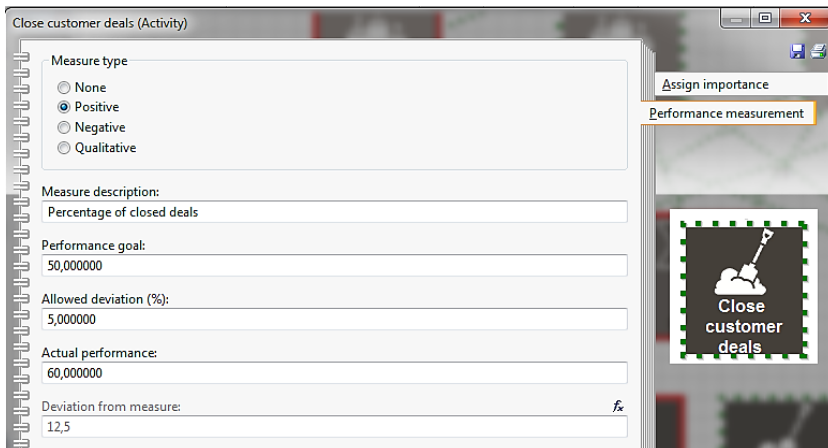 Close customer deals (Activity)
Measure type
None
Positive
Negative
Qualitative
Measure description:
Percentage of closed deals
Performance goal:
50,000000
Allowed deviation (%):
5,000000
Actual performance:
60,000000
Deviation from measure:
fx
12,5
Assign importance
Performance measurement
Close
customer
deals